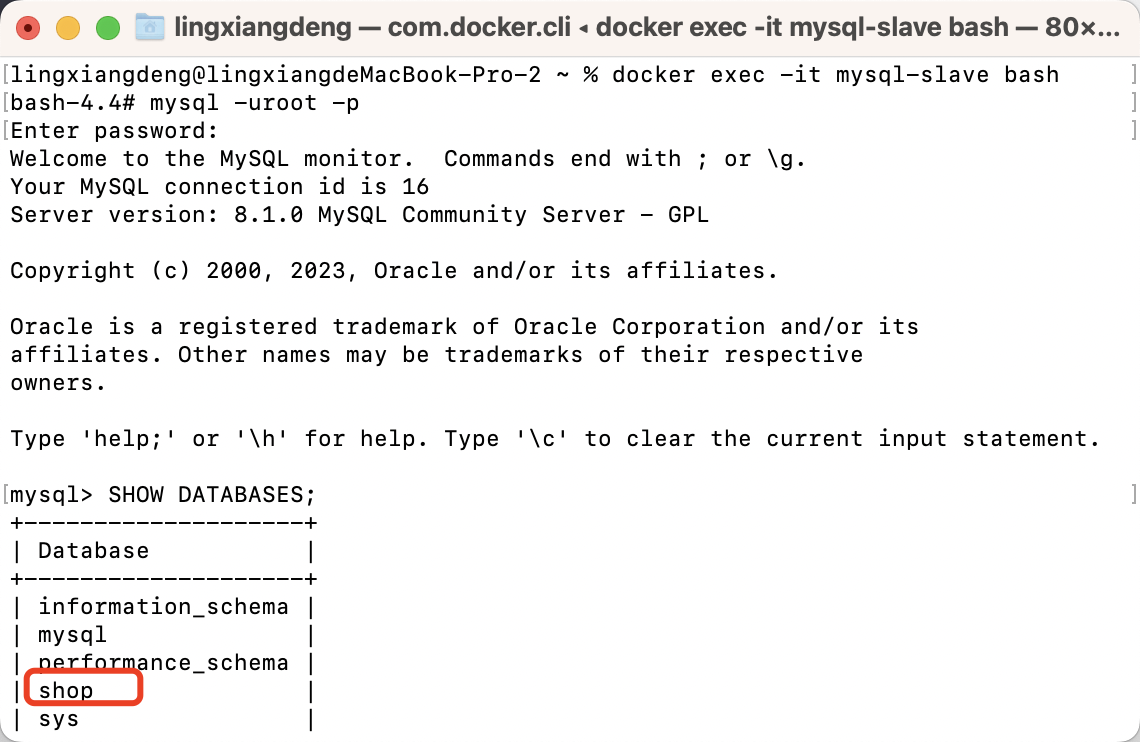 lingxiangdeng — com.docker.cli ◂ docker exec -it mysql-slave bash — 80×...
[lingxiangdeng@lingxiangdeMacBook-Pro-2 ~ % docker exec -it mysql-slave bash ]
[bash-4.4# mysql -uroot -p ]
[Enter password: ]
Welcome to the MySQL monitor.  Commands end with ; or \g.
Your MySQL connection id is 16
Server version: 8.1.0 MySQL Community Server - GPL
Copyright (c) 2000, 2023, Oracle and/or its affiliates.
Oracle is a registered trademark of Oracle Corporation and/or its
affiliates. Other names may be trademarks of their respective
owners.
Type 'help;' or '\h' for help. Type '\c' to clear the current input statement.
[mysql> SHOW DATABASES; ]
+--------------------+
| Database           |
+--------------------+
| information_schema |
| mysql              |
| performance_schema |
| shop               |
| sys                |